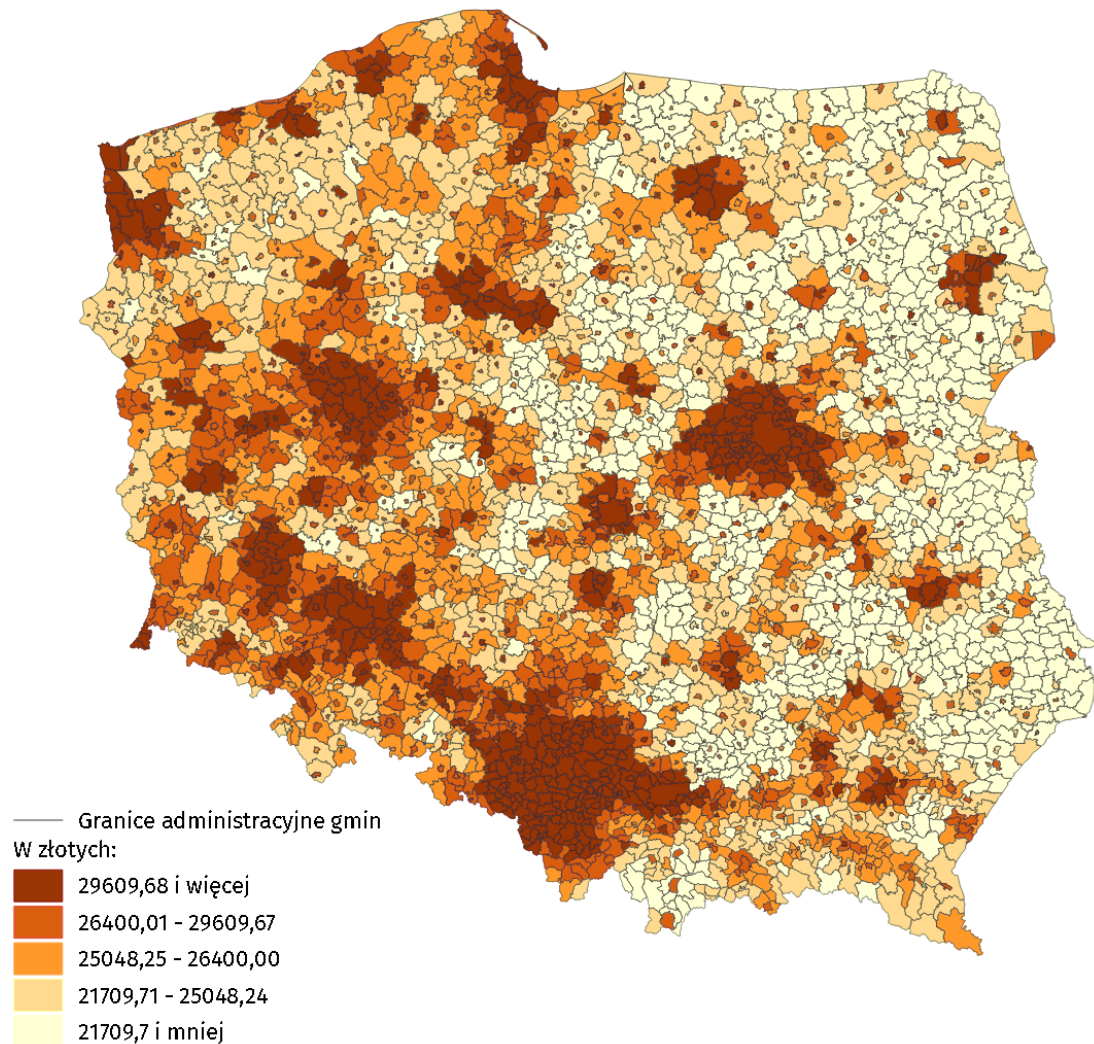 Granice administracyjne gmin
W złotych:
29609,68 i więcej
26400,01 - 29609,67
25048,25 - 26400,00
21709,71 - 25048,24
21709,7 i mniej